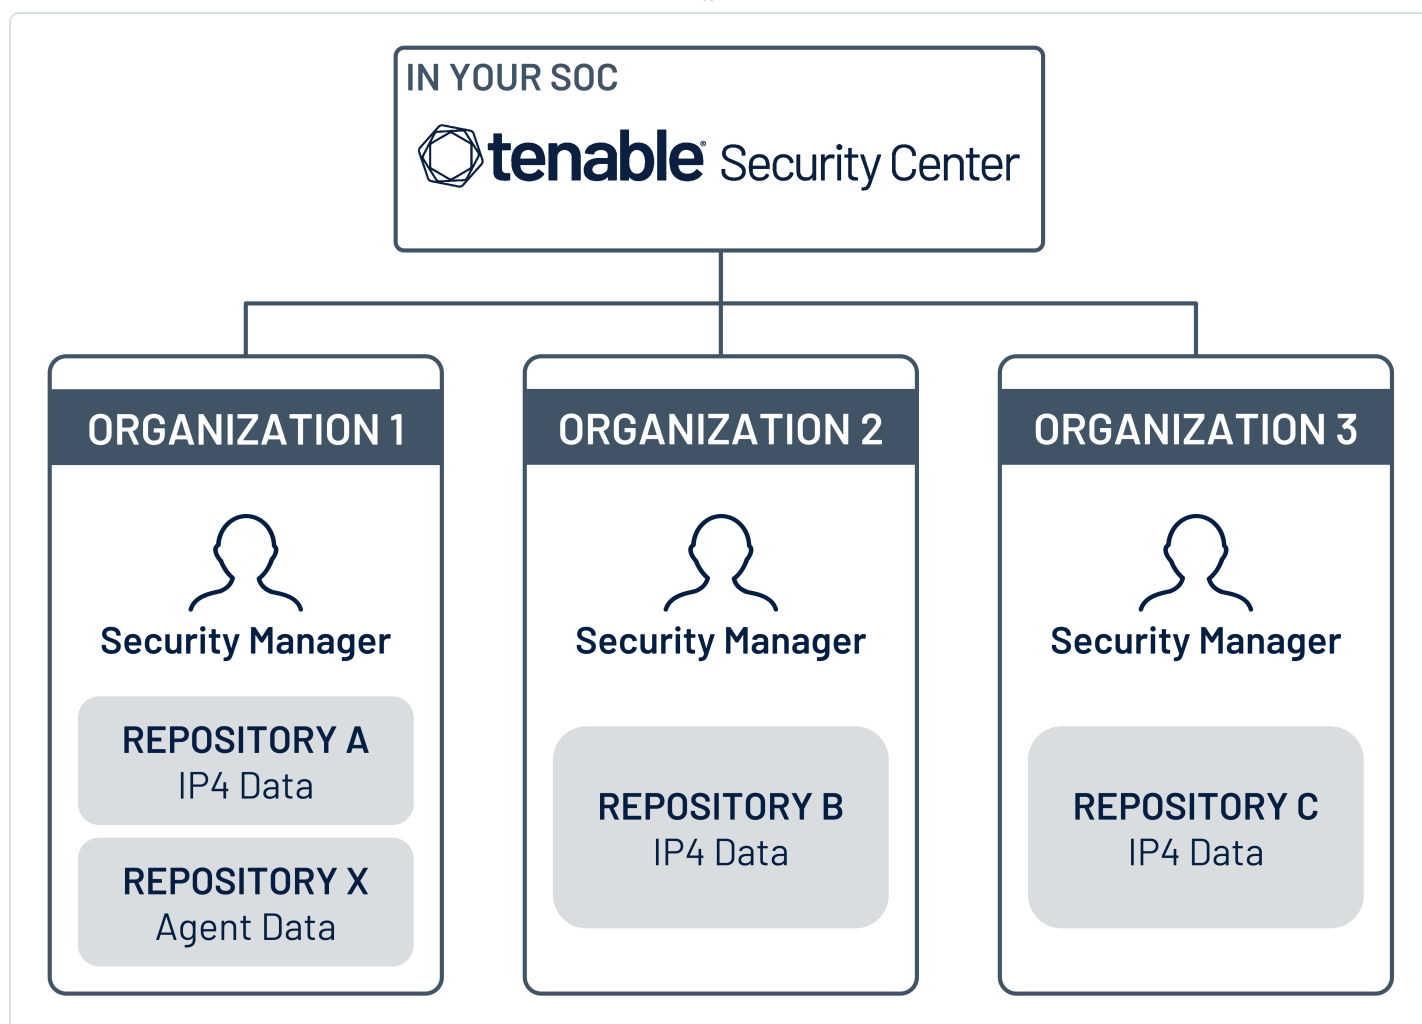 IN YOUR SOC
tenable® Security Center
ORGANIZATION 1
Security Manager
REPOSITORY A
IP4 Data
REPOSITORY X
Agent Data
ORGANIZATION 2
Security Manager
REPOSITORY B
IP4 Data
ORGANIZATION 3
Security Manager
REPOSITORY C
IP4 Data